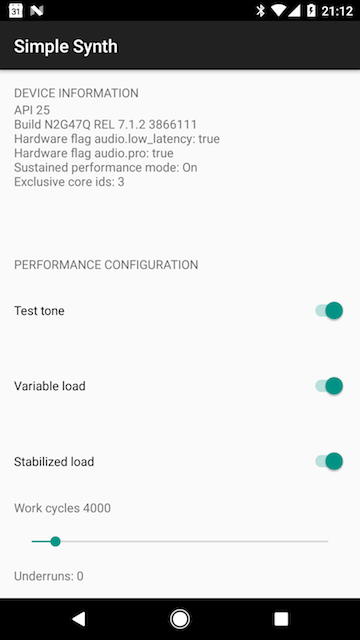 31
N
21:12
Simple Synth
DEVICE INFORMATION
API 25
Build N2G47Q REL 7.1.2 3866111
Hardware flag audio.low_latency: true
Hardware flag audio.pro: true
Sustained performance mode: On
Exclusive core ids: 3
PERFORMANCE CONFIGURATION
Test tone
Variable load
Stabilized load
Work cycles 4000
Underruns: 0